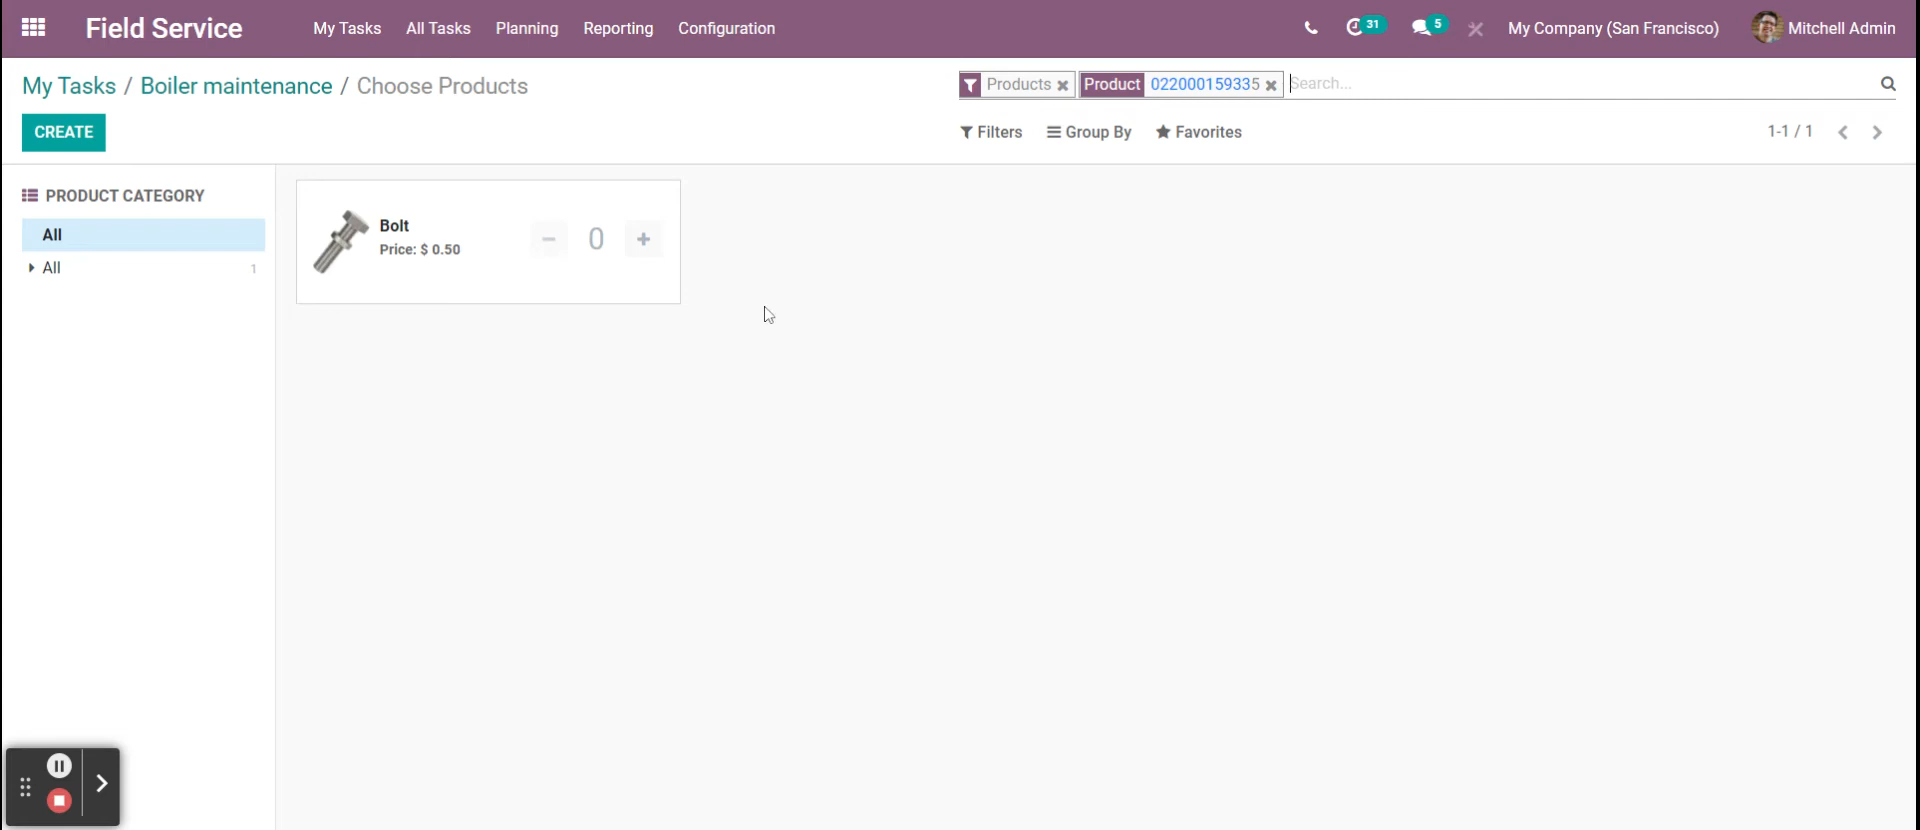 Field Service My Tasks All Tasks Planning Reporting Configuration 31 5 My Company (San Francisco) Mitchell Admin
My Tasks / Boiler maintenance / Choose Products
Products Product 022000159335 Search...
CREATE
Filters Group By Favorites 1-1 / 1
PRODUCT CATEGORY
All
All 1
Bolt
Price: $ 0.50
0